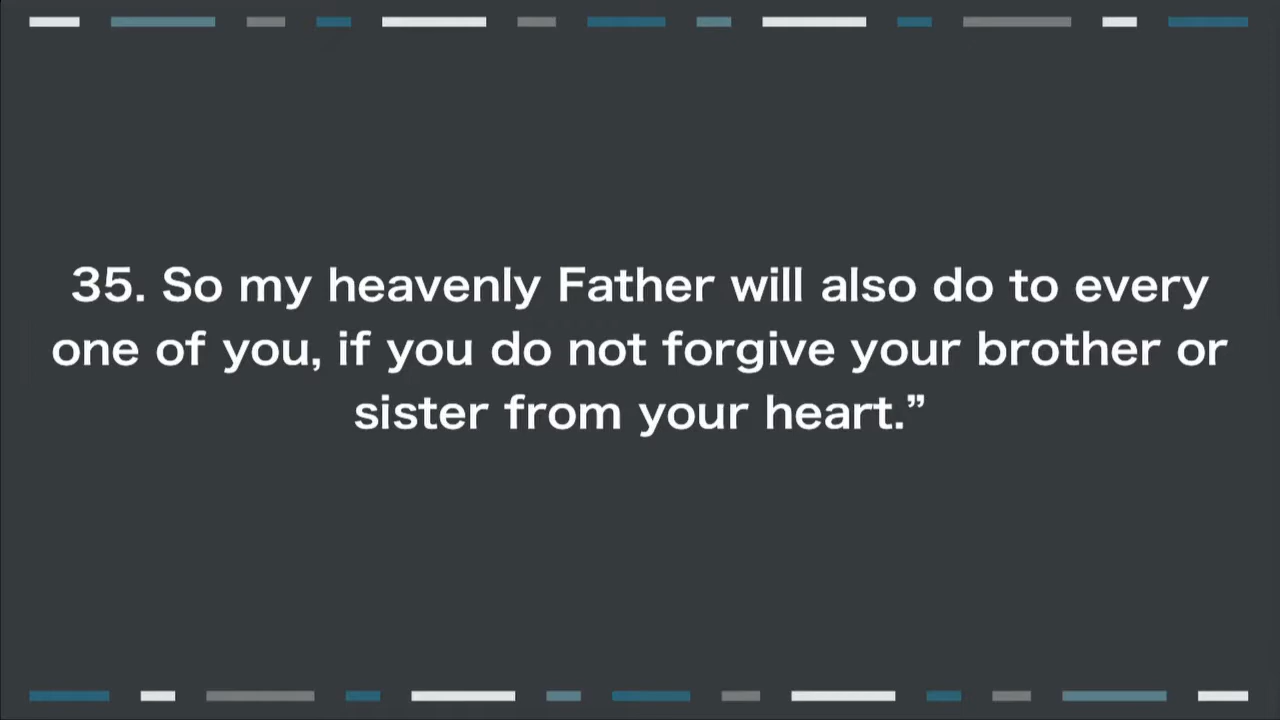 35. So my heavenly Father will also do to every
one of you, if you do not forgive your brother or
sister from your heart.”